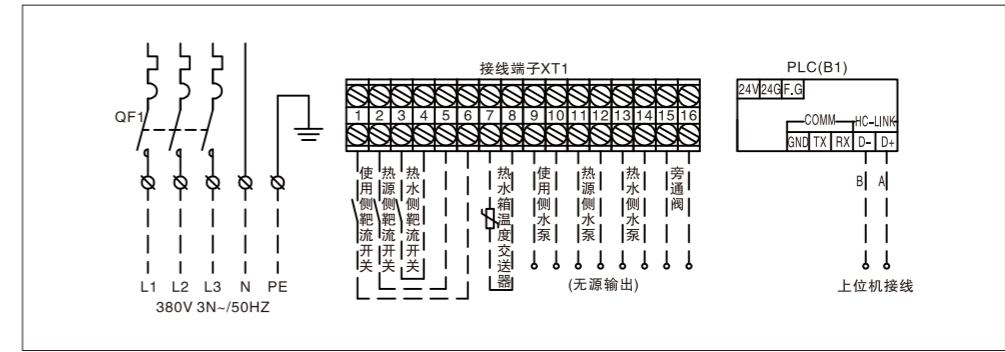 接线端子XT1
PLC(B1)
24V 24G F.G
QF1
1 2 3 4 5 6 7 8 9 10 11 12 13 14 15 16
COMM HC-LINK
GND TX RX D- D+
使用侧靶流开关
热源侧靶流开关
热水侧靶流开关
热水箱温度交送器
使用侧水泵
热源侧水泵
热水侧水泵
旁通阀
B A
L1 L2 L3 N PE
380V 3N~/50HZ
(无源输出)
上位机接线